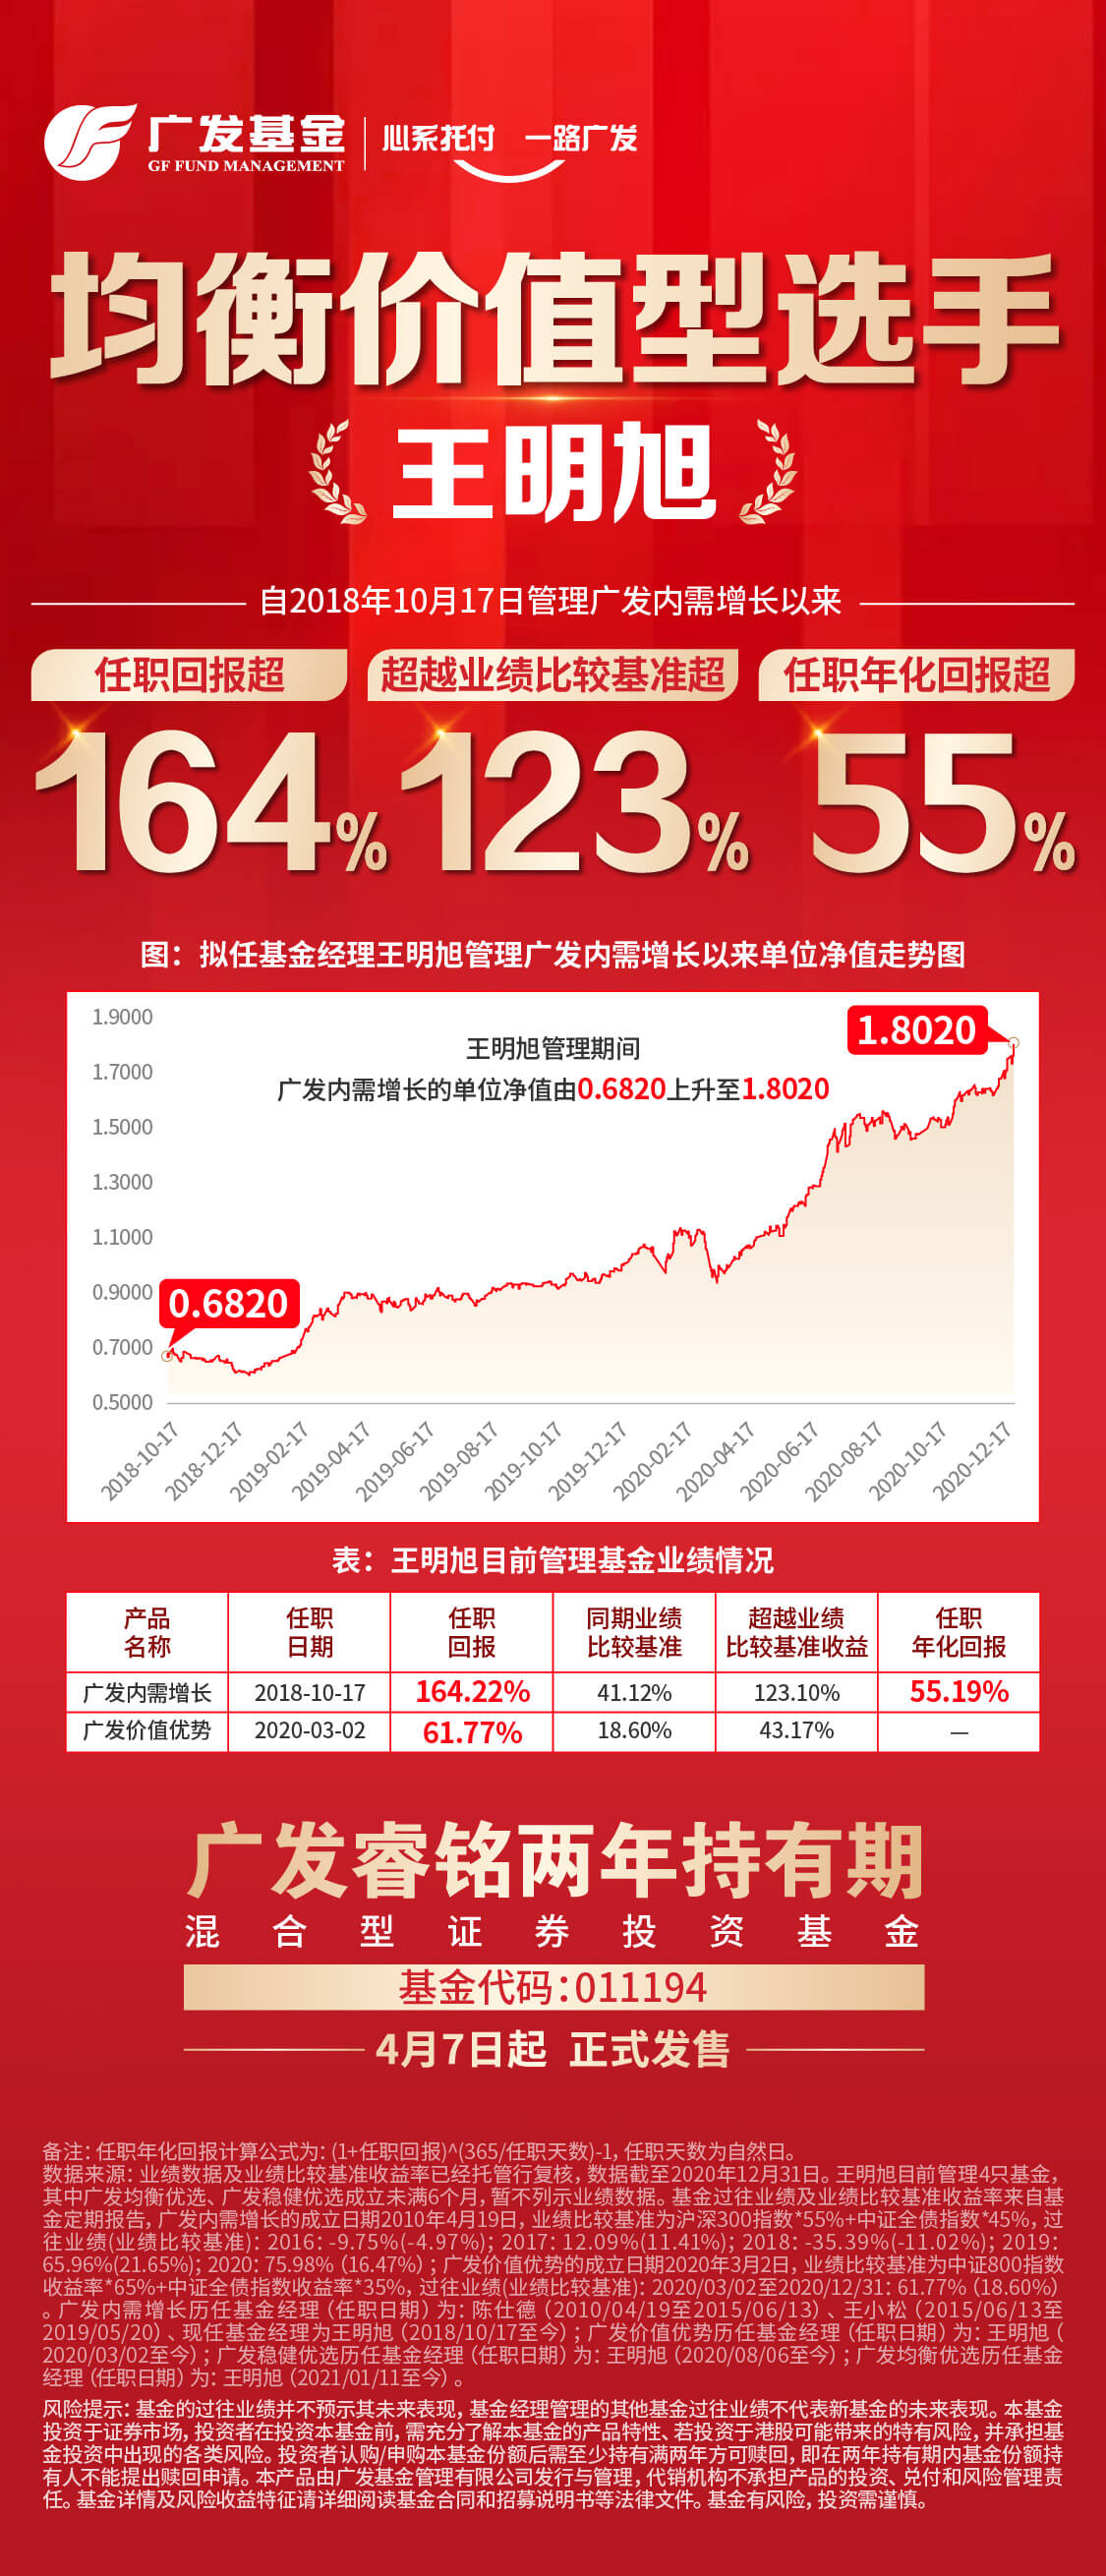 广发基金
GF FUND MANAGEMENT
心系托付 一路广发
均衡价值型选手
王明旭
自2018年10月17日管理广发内需增长以来
任职回报超 超越业绩比较基准超 任职年化回报超
164% 123% 55%
图：拟任基金经理王明旭管理广发内需增长以来单位净值走势图
1.9000
1.7000
1.5000
1.3000
1.1000
0.9000
0.7000
0.5000
王明旭管理期间
广发内需增长的单位净值由0.6820上升至1.8020
1.8020
0.6820
2018-10-17 2018-12-17 2019-02-17 2019-04-17 2019-06-17 2019-08-17 2019-10-17 2019-12-17 2020-02-17 2020-04-17 2020-06-17 2020-08-17 2020-10-17 2020-12-17
表：王明旭目前管理基金业绩情况
产品名称 任职日期 任职回报 同期业绩比较基准 超越业绩比较基准收益 任职年化回报
广发内需增长 2018-10-17 164.22% 41.12% 123.10% 55.19%
广发价值优势 2020-03-02 61.77% 18.60% 43.17% —
广发睿铭两年持有期
混合型证券投资基金
基金代码：011194
4月7日起 正式发售
备注：任职年化回报计算公式为：(1+任职回报)^(365/任职天数)-1，任职天数为自然日。
数据来源：业绩数据及业绩比较基准收益率已经托管行复核，数据截至2020年12月31日。王明旭目前管理4只基金，
其中广发均衡优选、广发稳健优选成立未满6个月，暂不列示业绩数据。基金过往业绩及业绩比较基准收益率来自基
金定期报告，广发内需增长的成立日期2010年4月19日，业绩比较基准为沪深300指数*55%+中证全债指数*45%，过
往业绩(业绩比较基准)：2016：-9.75%(-4.97%)；2017：12.09%(11.41%)；2018：-35.39%(-11.02%)；2019：
65.96%(21.65%)；2020：75.98%（16.47%）；广发价值优势的成立日期2020年3月2日，业绩比较基准为中证800指数
收益率*65%+中证全债指数收益率*35%，过往业绩(业绩比较基准)：2020/03/02至2020/12/31：61.77%（18.60%）
。广发内需增长历任基金经理（任职日期）为：陈仕德（2010/04/19至2015/06/13）、王小松（2015/06/13至
2019/05/20）、现任基金经理为王明旭（2018/10/17至今）；广发价值优势历任基金经理（任职日期）为：王明旭（
2020/03/02至今）；广发稳健优选历任基金经理（任职日期）为：王明旭（2020/08/06至今）；广发均衡优选历任基金
经理（任职日期）为：王明旭（2021/01/11至今）。
风险提示：基金的过往业绩并不预示其未来表现，基金经理管理的其他基金过往业绩不代表新基金的未来表现。本基金
投资于证券市场，投资者在投资本基金前，需充分了解本基金的产品特性、若投资于港股可能带来的特有风险，并承担基
金投资中出现的各类风险。投资者认购/申购本基金份额后需至少持有满两年方可赎回，即在两年持有期内基金份额持
有人不能提出赎回申请。本产品由广发基金管理有限公司发行与管理，代销机构不承担产品的投资、兑付和风险管理责
任。基金详情及风险收益特征请详细阅读基金合同和招募说明书等法律文件。基金有风险，投资需谨慎。